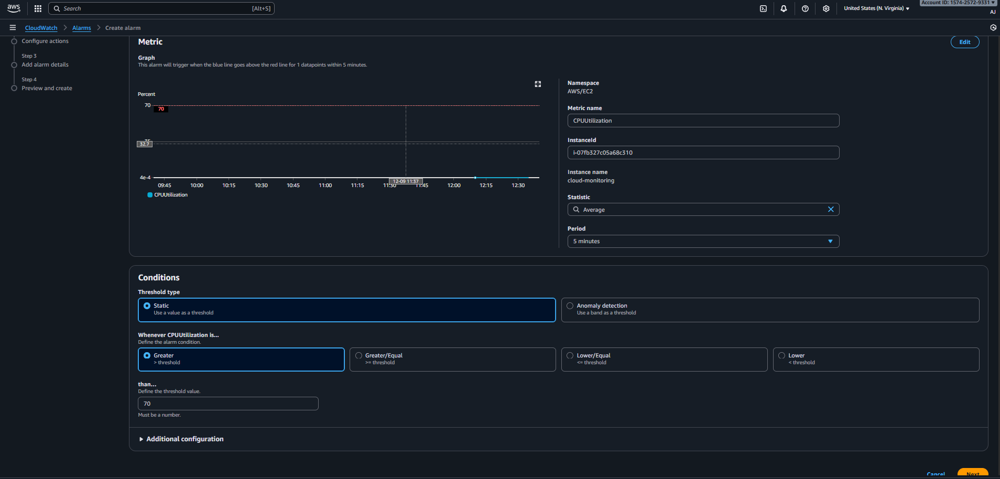 aws
Search [Alt+S]
United States (N. Virginia)
Account ID: 1574-2572-9331
AJ
CloudWatch
Alarms
Create alarm
Configure actions
Step 3
Add alarm details
Step 4
Preview and create
Metric
Edit
Graph
This alarm will trigger when the blue line goes above the red line for 1 datapoints within 5 minutes.
Percent
70
70
32.7
4e-4
09:45 10:00 10:15 10:30 10:45 11:00 11:15 11:30 12-09 11:37 11:45 12:00 12:15 12:30
CPUUtilization
Namespace
AWS/EC2
Metric name
CPUUtilization
InstanceId
i-07fb327c05a68c310
Instance name
cloud-monitoring
Statistic
Average
Period
5 minutes
Conditions
Threshold type
Static
Use a value as a threshold
Anomaly detection
Use a band as a threshold
Whenever CPUUtilization is...
Define the alarm condition.
Greater
> threshold
Greater/Equal
>= threshold
Lower/Equal
<= threshold
Lower
< threshold
than...
Define the threshold value.
70
Must be a number.
Additional configuration
Cancel
Next